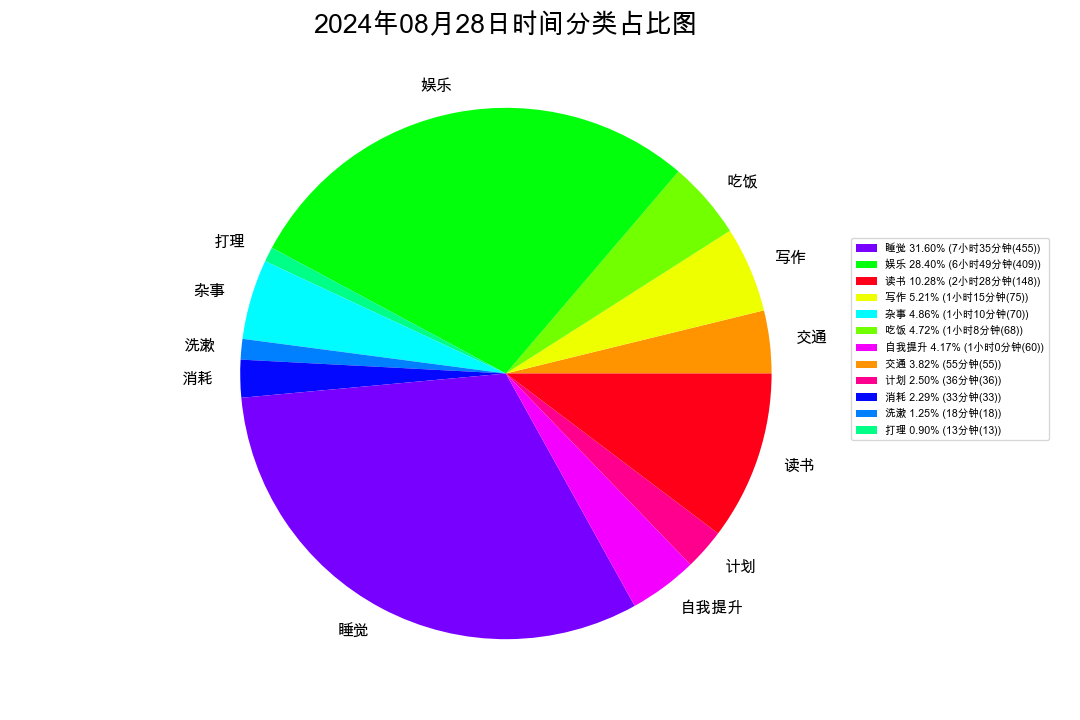 2024年08月28日时间分类占比图
娱乐
吃饭
打理
写作
杂事
交通
洗漱
消耗
读书
计划
自我提升
睡觉
睡觉 31.60% (7小时35分钟(455))
娱乐 28.40% (6小时49分钟(409))
读书 10.28% (2小时28分钟(148))
写作 5.21% (1小时15分钟(75))
杂事 4.86% (1小时10分钟(70))
吃饭 4.72% (1小时8分钟(68))
自我提升 4.17% (1小时0分钟(60))
交通 3.82% (55分钟(55))
计划 2.50% (36分钟(36))
消耗 2.29% (33分钟(33))
洗漱 1.25% (18分钟(18))
打理 0.90% (13分钟(13))